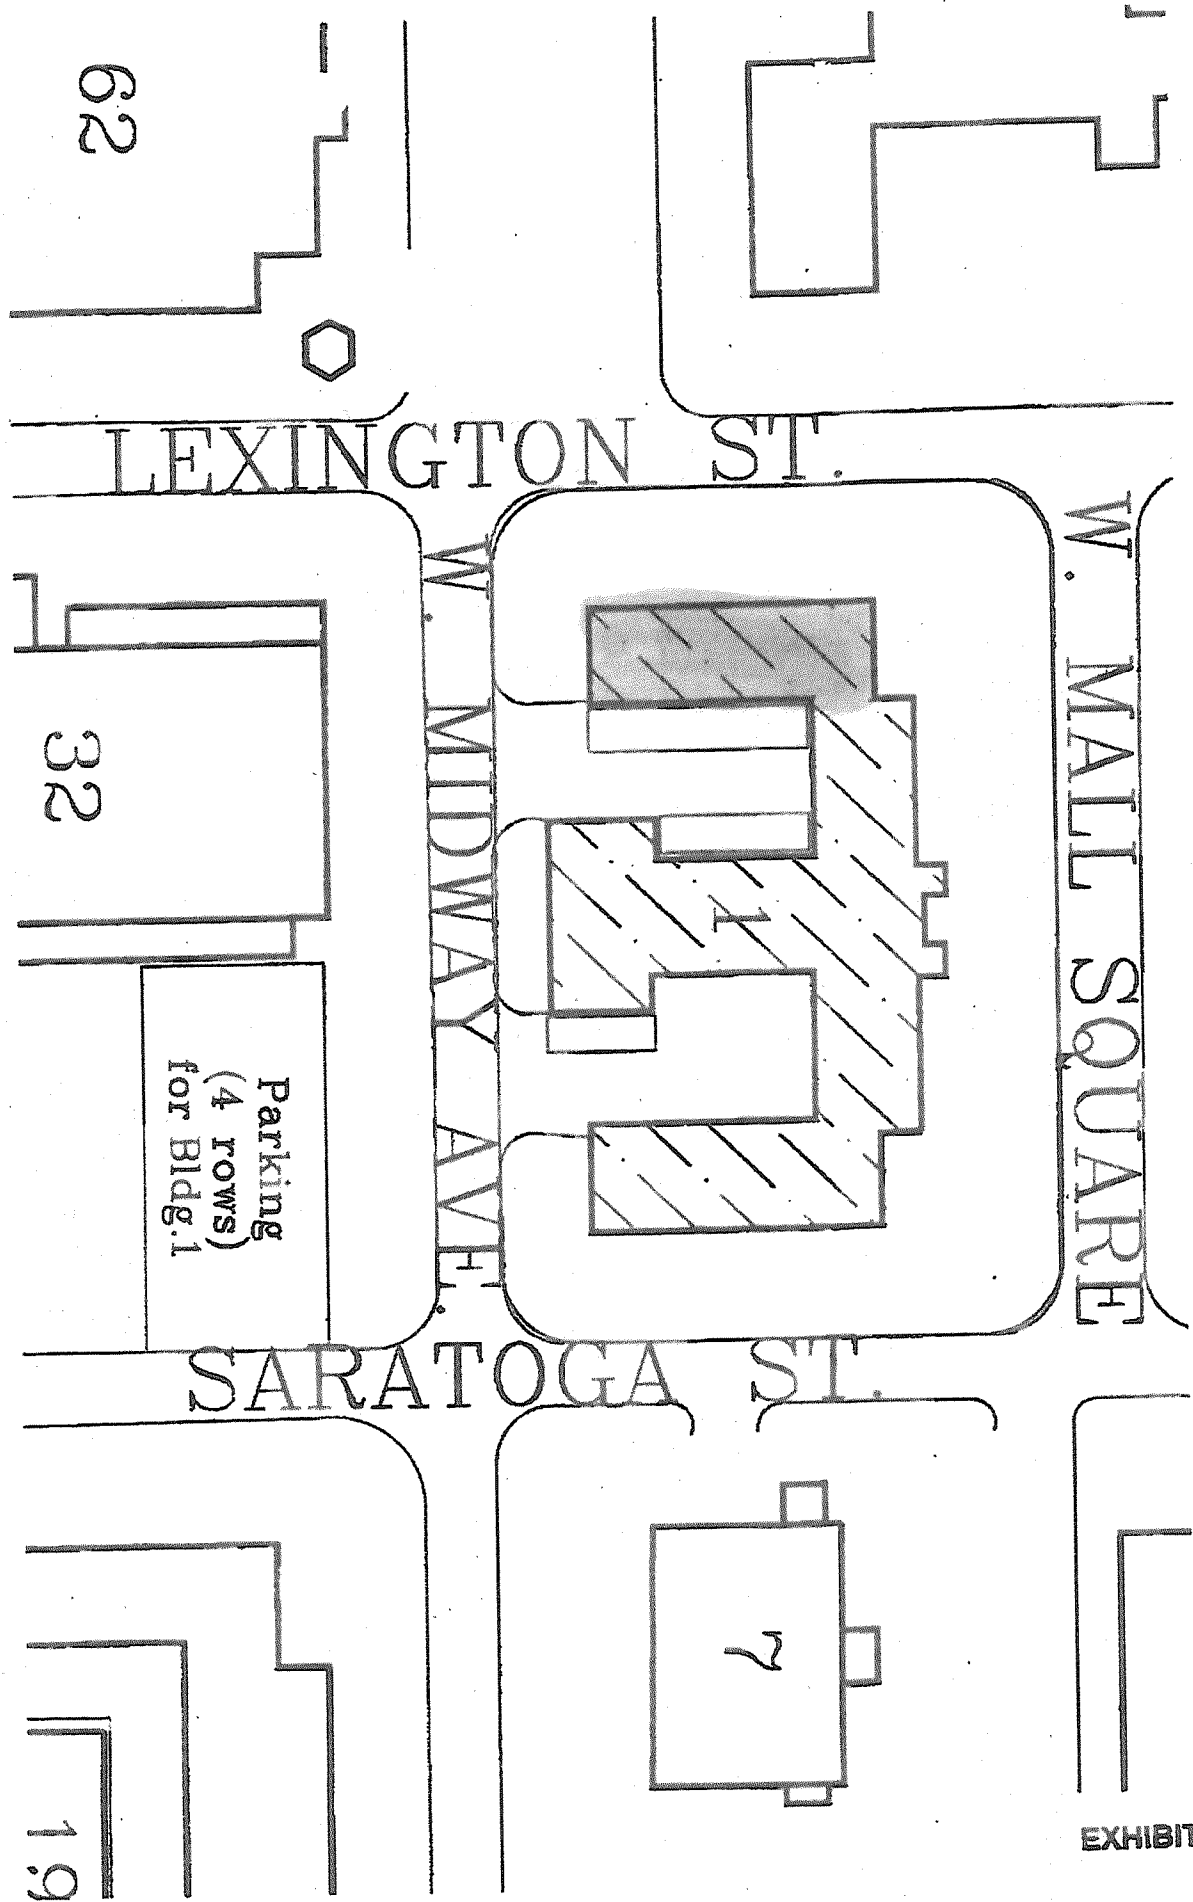 62
LEXINGTON ST.
W. MALL SQUARE
W. MIDWAY AVE.
32
1
Parking
(4 rows)
for Bldg.1
SARATOGA ST.
7
19
EXHIBIT